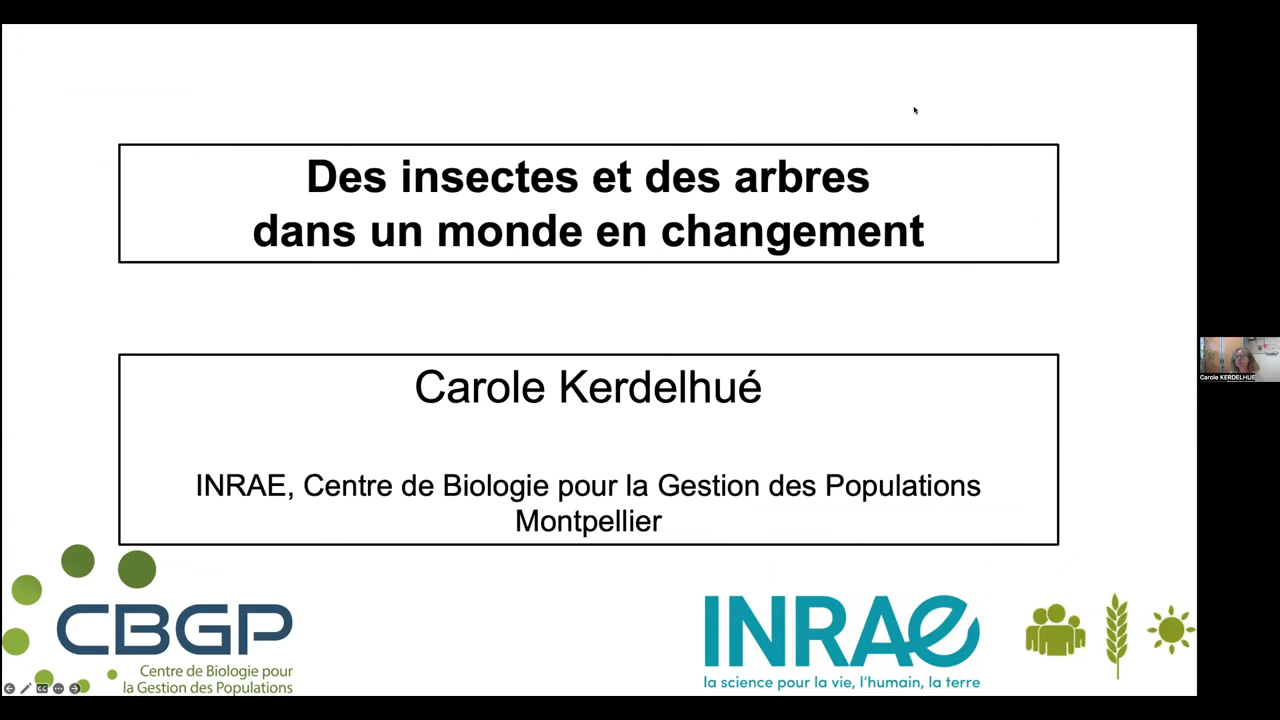 Des insectes et des arbres
dans un monde en changement
Carole Kerdelhué
INRAE, Centre de Biologie pour la Gestion des Populations
Montpellier
CBGP
Centre de Biologie pour
la Gestion des Populations
INRAE
la science pour la vie, l'humain, la terre
Carole KERDELHUE